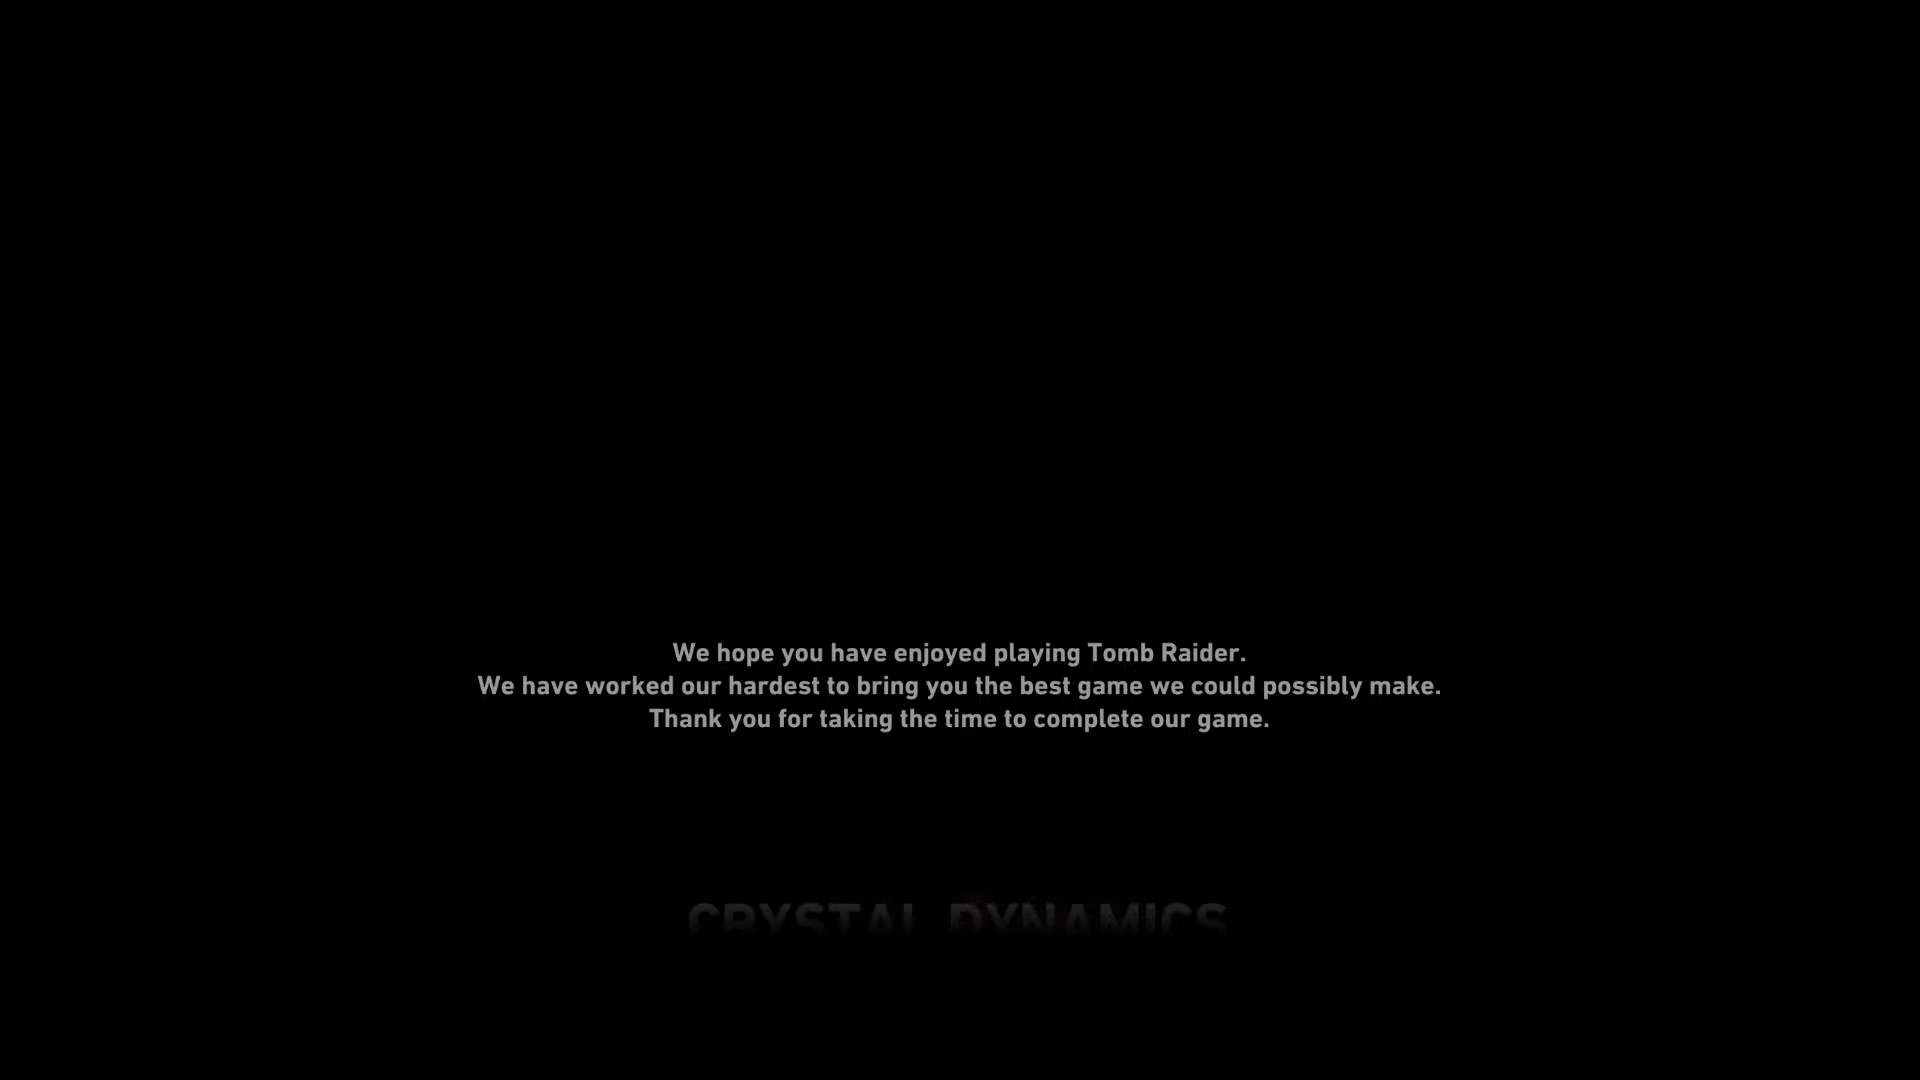 We hope you have enjoyed playing Tomb Raider.
We have worked our hardest to bring you the best game we could possibly make.
Thank you for taking the time to complete our game.
CRYSTAL DYNAMICS